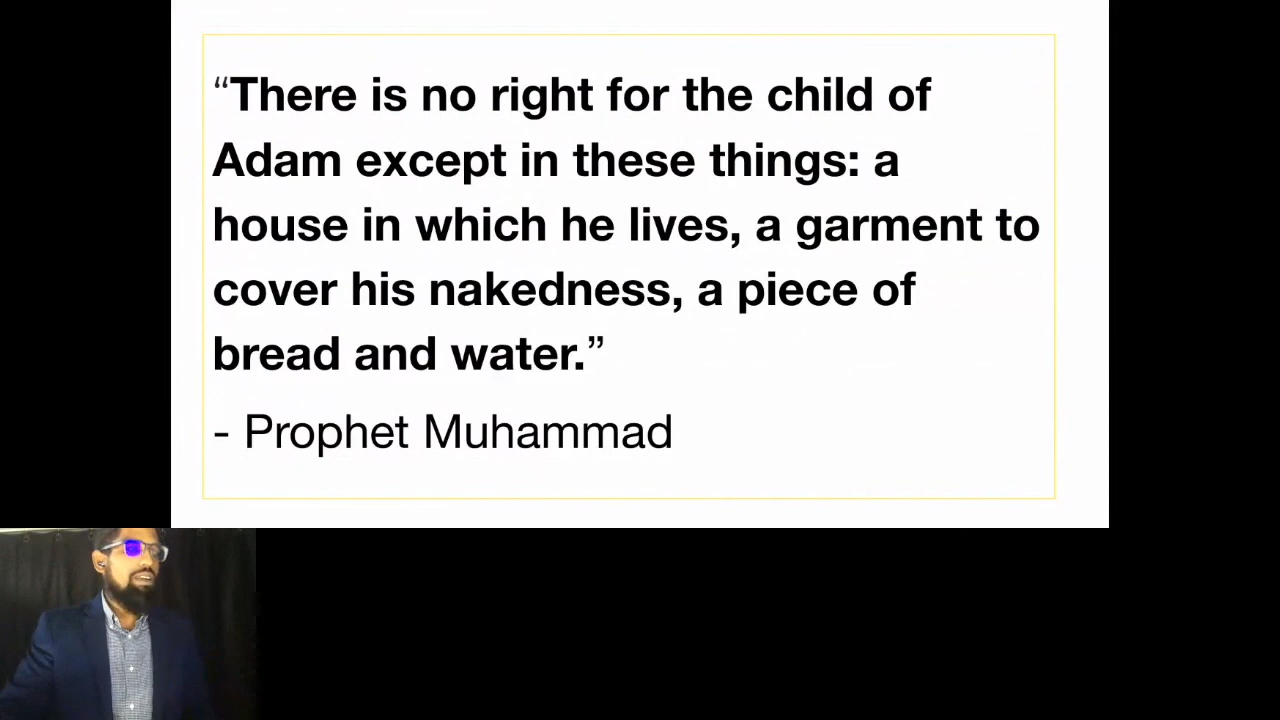 “There is no right for the child of
Adam except in these things: a
house in which he lives, a garment to
cover his nakedness, a piece of
bread and water.”
- Prophet Muhammad